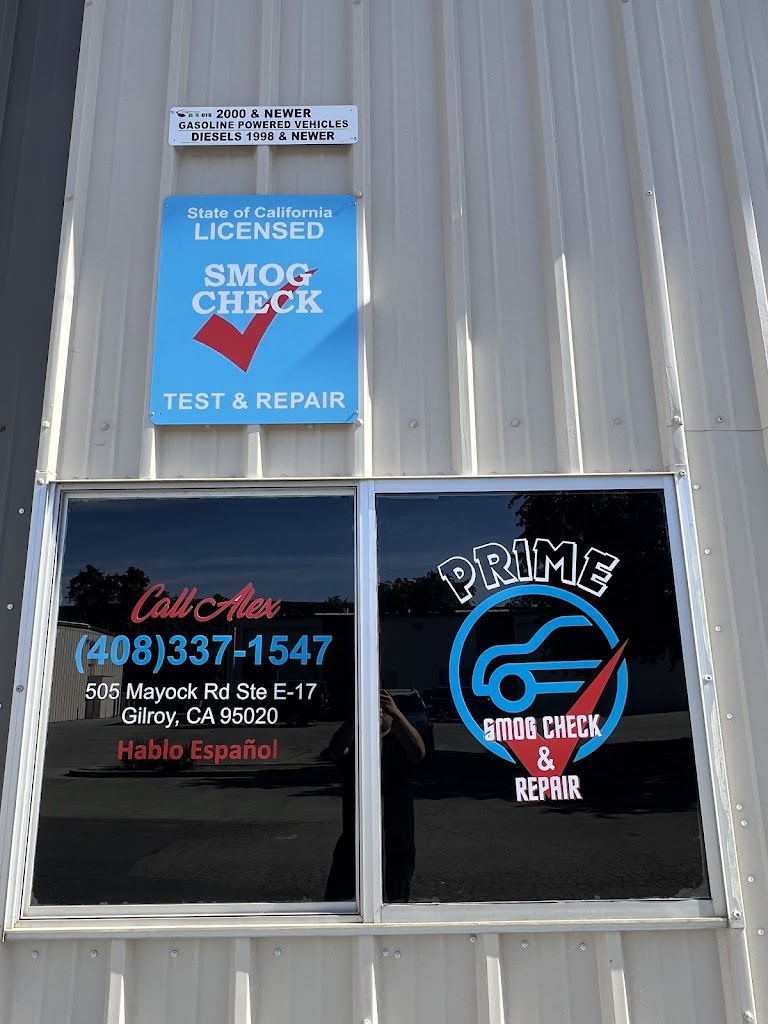 2000 & NEWER
GASOLINE POWERED VEHICLES
DIESELS 1998 & NEWER
State of California
LICENSED
SMOG
CHECK
TEST & REPAIR
Call Alex
(408)337-1547
505 Mayock Rd Ste E-17
Gilroy, CA 95020
Hablo Español
PRIME
SMOG CHECK
&
REPAIR